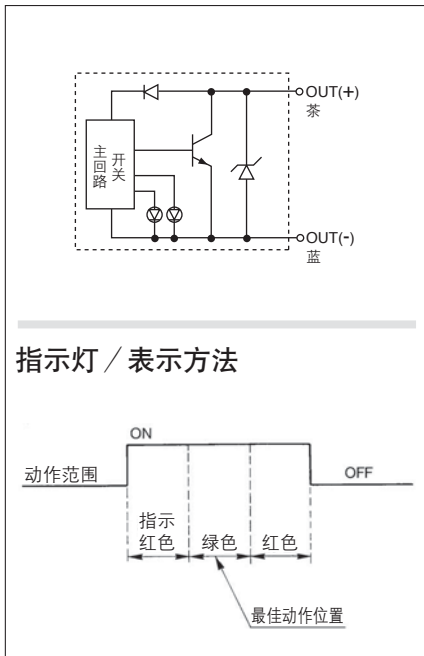 OUT(+)
茶
主回路
开关
OUT(-)
蓝
指示灯／表示方法
ON
动作范围
OFF
指示
红色
绿色
红色
最佳动作位置